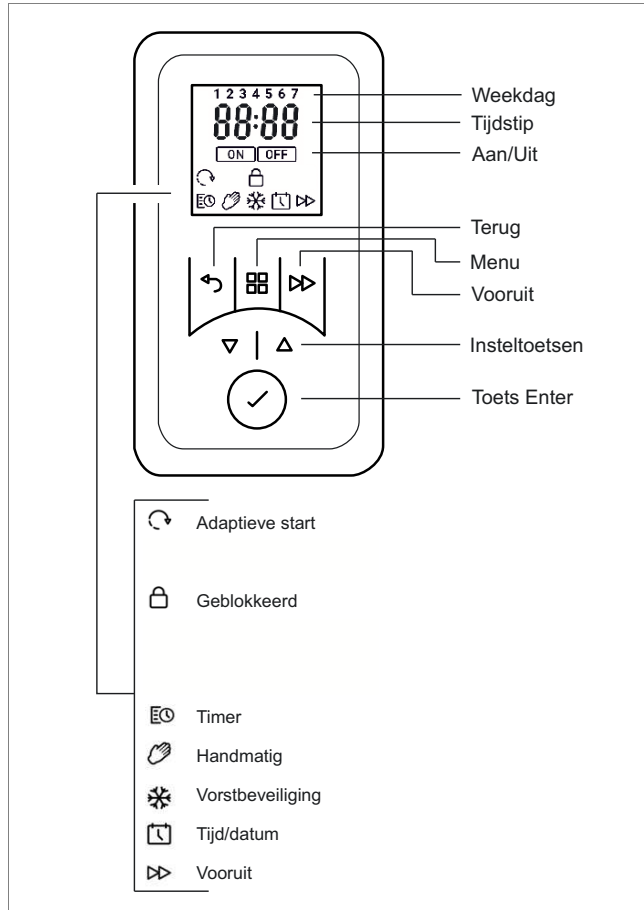 1 2 3 4 5 6 7
88:88
ON OFF
Weekdag
Tijdstip
Aan/Uit
Terug
Menu
Vooruit
Insteltoetsen
Toets Enter
Adaptieve start
Geblokkeerd
Timer
Handmatig
Vorstbeveiliging
Tijd/datum
Vooruit